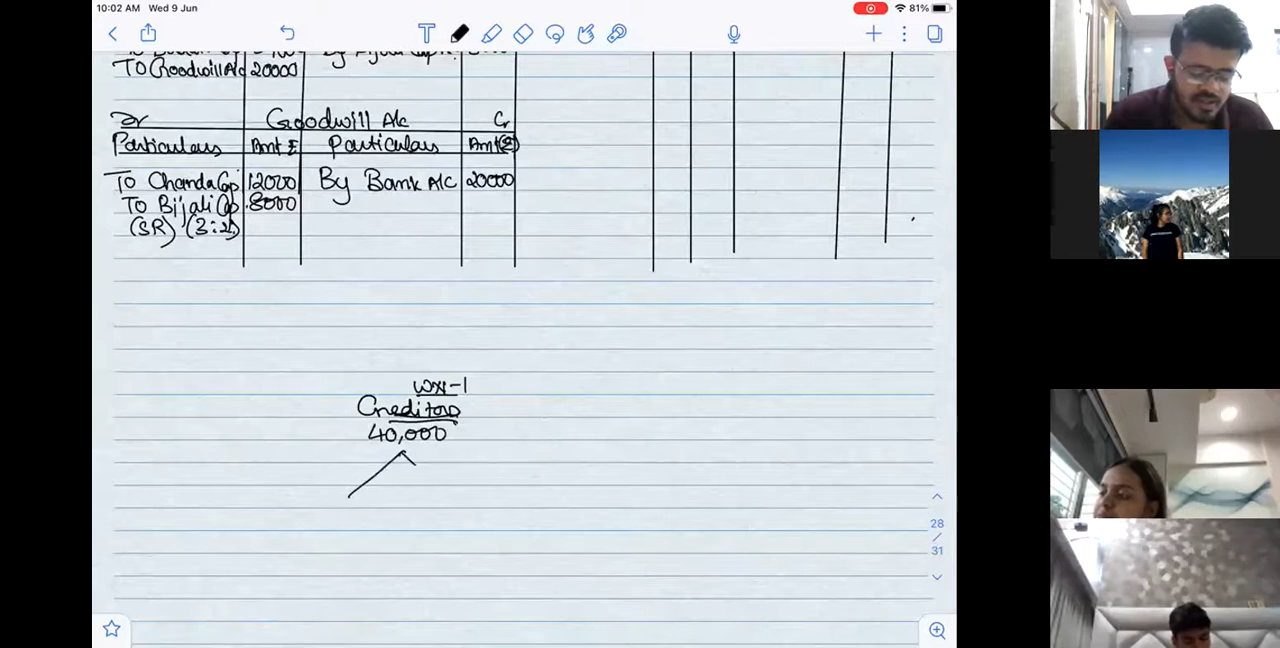 10:02 AM Wed 9 Jun
81%
TO Goodwill A/c 20000
Dr Goodwill A/c Cr
Particulars Amt ₹ Particulars Amt(₹)
To Chanda Cap 12000 By Bank A/c 20000
To Bijali Cap 8000
(SR) (3:2)
WN-1
Creditors
40,000
28
/
31